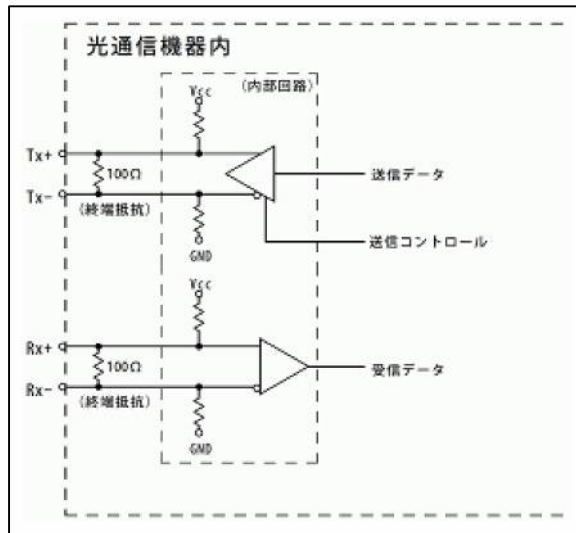 光通信機器内
(内部回路)
Vcc
Tx+
100Ω
送信データ
Tx-
(終端抵抗)
GND
送信コントロール
Vcc
Rx+
100Ω
受信データ
Rx-
(終端抵抗)
GND